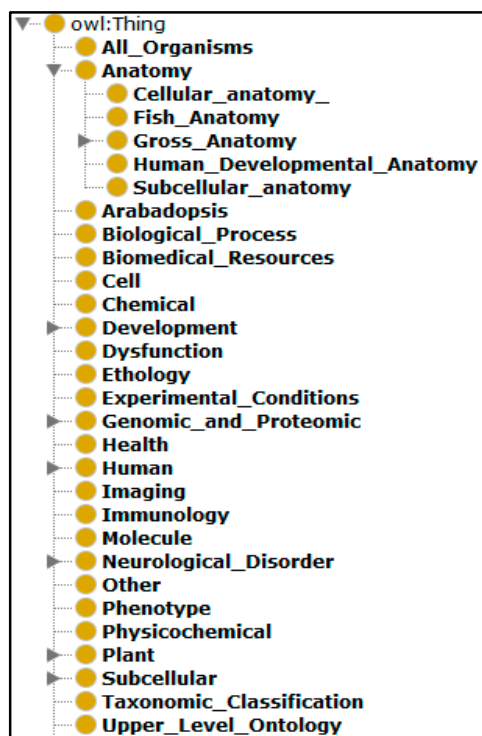 owl:Thing
All_Organisms
Anatomy
Cellular_anatomy_
Fish_Anatomy
Gross_Anatomy
Human_Developmental_Anatomy
Subcellular_anatomy
Arabadopsis
Biological_Process
Biomedical_Resources
Cell
Chemical
Development
Dysfunction
Ethology
Experimental_Conditions
Genomic_and_Proteomic
Health
Human
Imaging
Immunology
Molecule
Neurological_Disorder
Other
Phenotype
Physicochemical
Plant
Subcellular
Taxonomic_Classification
Upper_Level_Ontology